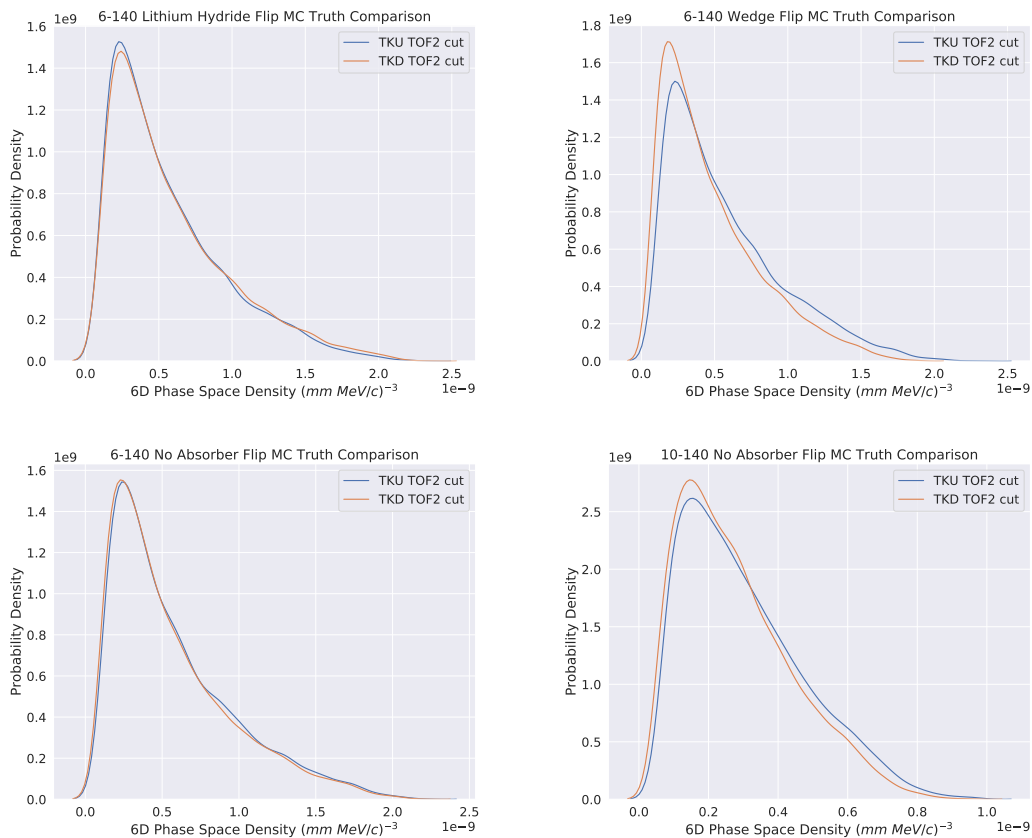 6-140 Lithium Hydride Flip MC Truth Comparison
1e9
TKU TOF2 cut
TKD TOF2 cut
1.6
1.4
1.2
1.0
0.8
0.6
0.4
0.2
0.0
Probability Density
0.0 0.5 1.0 1.5 2.0 2.5
1e−9
6D Phase Space Density (mm MeV/c)⁻³
6-140 Wedge Flip MC Truth Comparison
1e9
TKU TOF2 cut
TKD TOF2 cut
1.8
1.6
1.4
1.2
1.0
0.8
0.6
0.4
0.2
0.0
Probability Density
0.0 0.5 1.0 1.5 2.0 2.5
1e−9
6D Phase Space Density (mm MeV/c)⁻³
6-140 No Absorber Flip MC Truth Comparison
1e9
TKU TOF2 cut
TKD TOF2 cut
1.6
1.4
1.2
1.0
0.8
0.6
0.4
0.2
0.0
Probability Density
0.0 0.5 1.0 1.5 2.0 2.5
1e−9
6D Phase Space Density (mm MeV/c)⁻³
10-140 No Absorber Flip MC Truth Comparison
1e9
TKU TOF2 cut
TKD TOF2 cut
2.5
2.0
1.5
1.0
0.5
0.0
Probability Density
0.0 0.2 0.4 0.6 0.8 1.0
1e−9
6D Phase Space Density (mm MeV/c)⁻³